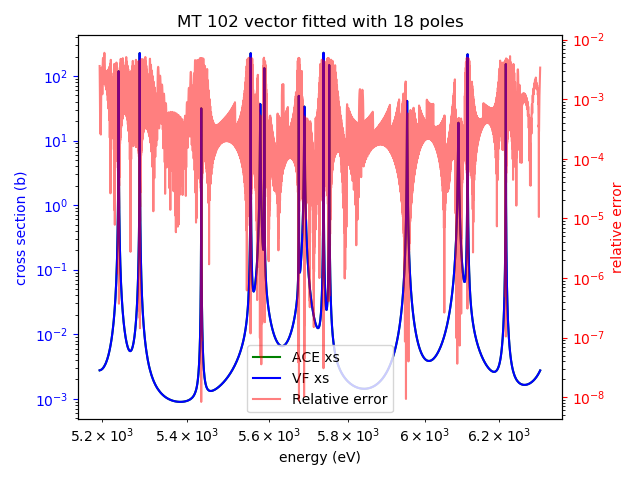 MT 102 vector fitted with 18 poles
cross section (b)
10²
10¹
10⁰
10⁻¹
10⁻²
10⁻³
10⁻²
10⁻³
10⁻⁴
10⁻⁵
10⁻⁶
10⁻⁷
10⁻⁸
relative error
ACE xs
VF xs
Relative error
5.2 × 10³ 5.4 × 10³ 5.6 × 10³ 5.8 × 10³ 6 × 10³ 6.2 × 10³
energy (eV)